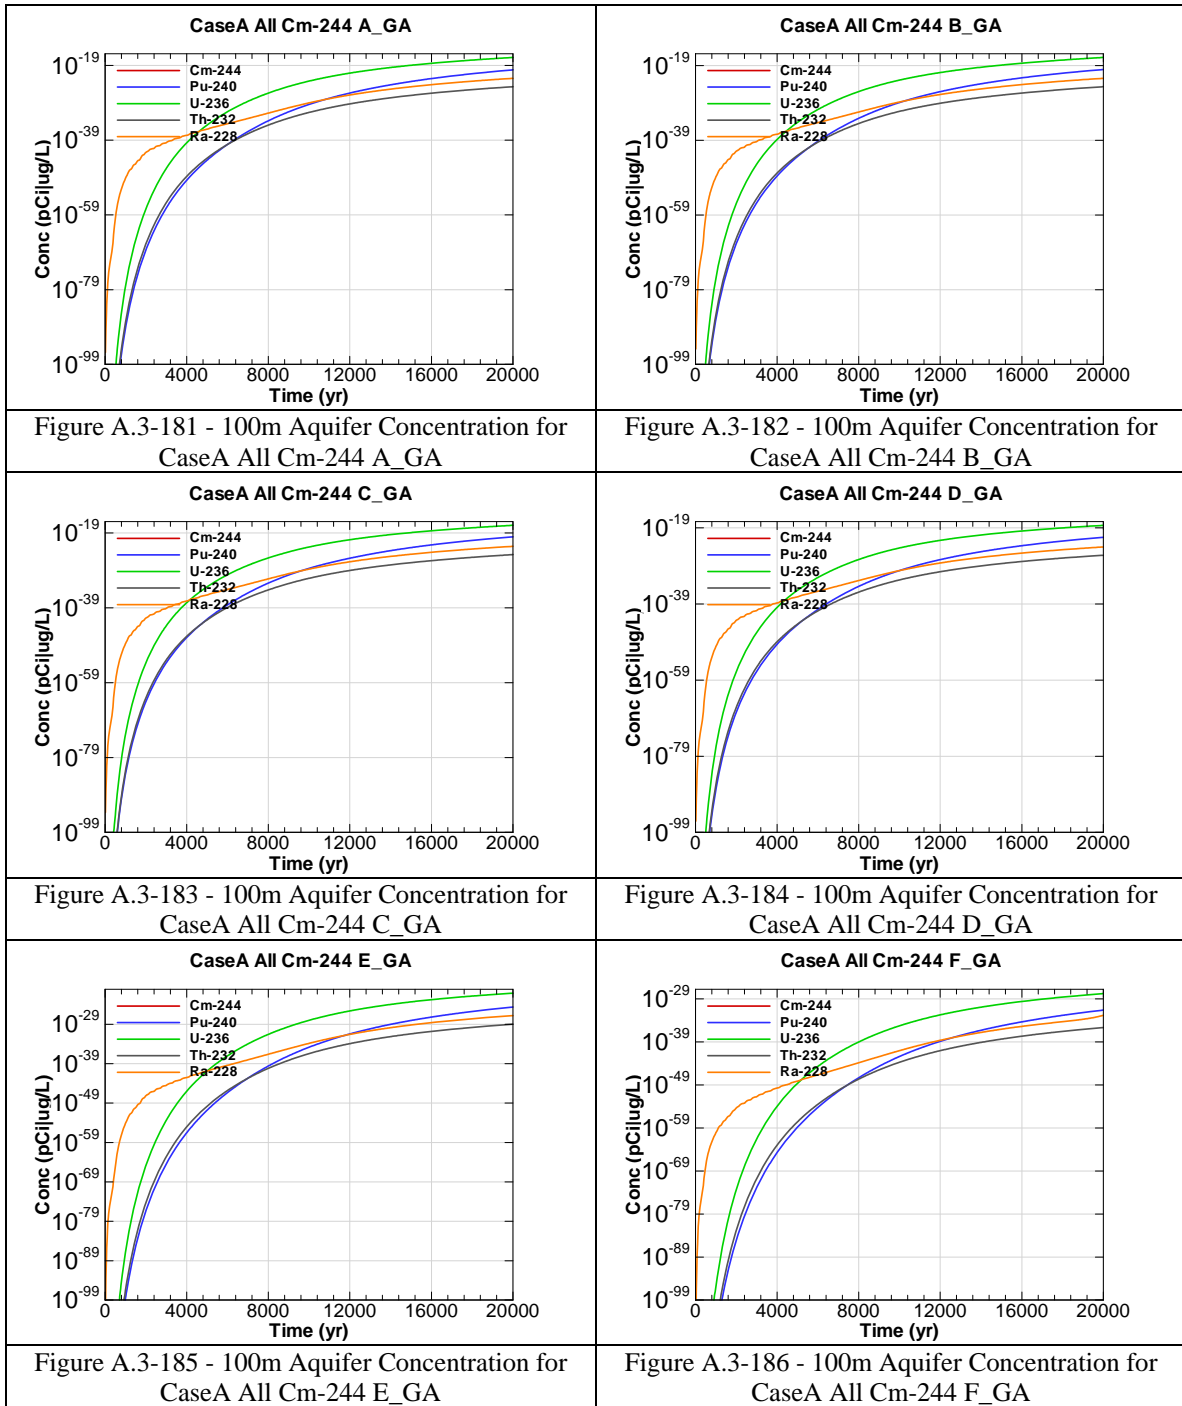 CaseA All Cm-244 A_GA
Conc (pCi|ug/L)
10-19
10-39
10-59
10-79
10-99
Cm-244
Pu-240
U-236
Th-232
Ra-228
0 4000 8000 12000 16000 20000
Time (yr)
Figure A.3-181 - 100m Aquifer Concentration for
CaseA All Cm-244 A_GA
CaseA All Cm-244 B_GA
Conc (pCi|ug/L)
10-19
10-39
10-59
10-79
10-99
Cm-244
Pu-240
U-236
Th-232
Ra-228
0 4000 8000 12000 16000 20000
Time (yr)
Figure A.3-182 - 100m Aquifer Concentration for
CaseA All Cm-244 B_GA
CaseA All Cm-244 C_GA
Conc (pCi|ug/L)
10-19
10-39
10-59
10-79
10-99
Cm-244
Pu-240
U-236
Th-232
Ra-228
0 4000 8000 12000 16000 20000
Time (yr)
Figure A.3-183 - 100m Aquifer Concentration for
CaseA All Cm-244 C_GA
CaseA All Cm-244 D_GA
Conc (pCi|ug/L)
10-19
10-39
10-59
10-79
10-99
Cm-244
Pu-240
U-236
Th-232
Ra-228
0 4000 8000 12000 16000 20000
Time (yr)
Figure A.3-184 - 100m Aquifer Concentration for
CaseA All Cm-244 D_GA
CaseA All Cm-244 E_GA
Conc (pCi|ug/L)
10-29
10-39
10-49
10-59
10-69
10-79
10-89
10-99
Cm-244
Pu-240
U-236
Th-232
Ra-228
0 4000 8000 12000 16000 20000
Time (yr)
Figure A.3-185 - 100m Aquifer Concentration for
CaseA All Cm-244 E_GA
CaseA All Cm-244 F_GA
Conc (pCi|ug/L)
10-29
10-39
10-49
10-59
10-69
10-79
10-89
10-99
Cm-244
Pu-240
U-236
Th-232
Ra-228
0 4000 8000 12000 16000 20000
Time (yr)
Figure A.3-186 - 100m Aquifer Concentration for
CaseA All Cm-244 F_GA